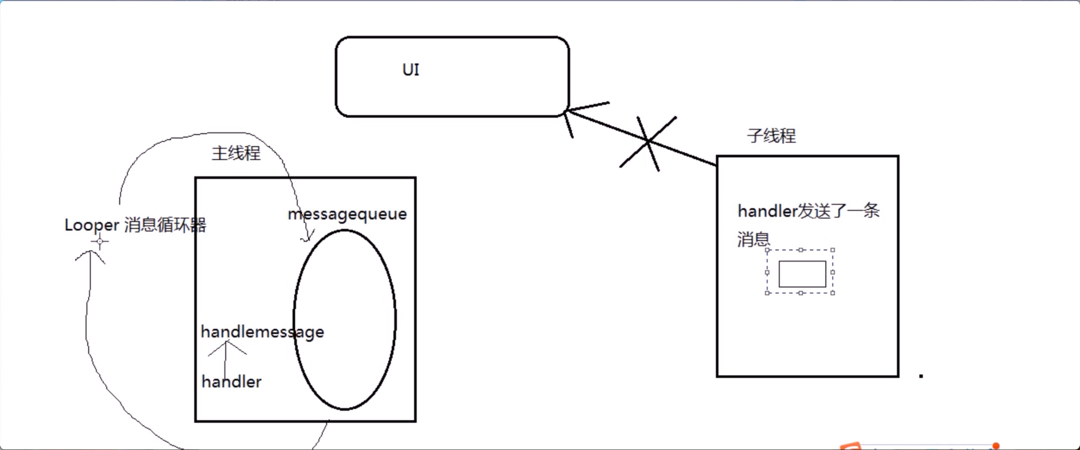 UI
子线程
主线程
messagequeue
Looper 消息循环器
handler发送了一条
消息
handlemessage
handler